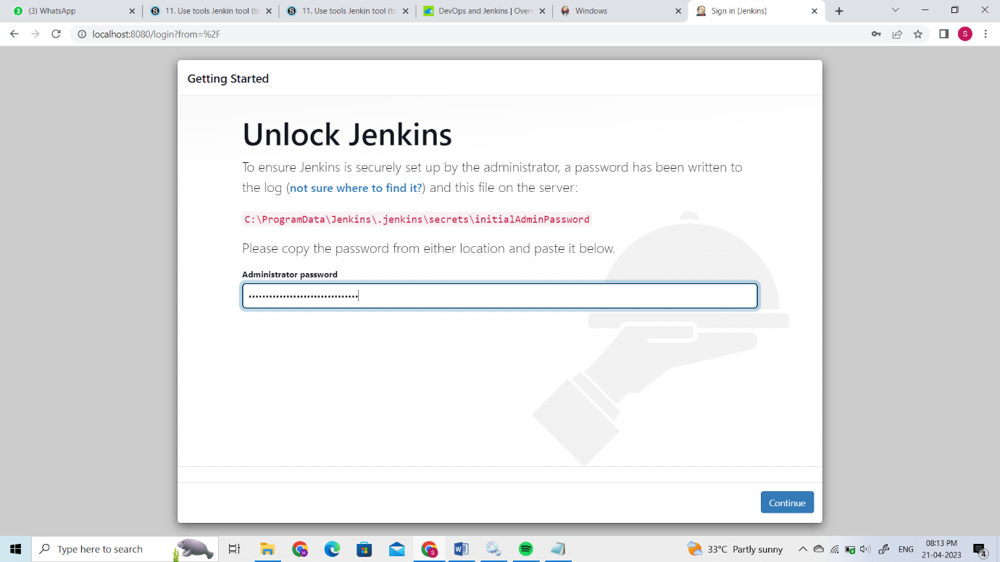 (3) WhatsApp
11. Use tools Jenkin tool (tr
11. Use tools Jenkin tool (tr
DevOps and Jenkins | Overv
Windows
Sign in [Jenkins]
localhost:8080/login?from=%2F
S
Getting Started
Unlock Jenkins
To ensure Jenkins is securely set up by the administrator, a password has been written to
the log (not sure where to find it?) and this file on the server:
C:\ProgramData\Jenkins\.jenkins\secrets\initialAdminPassword
Please copy the password from either location and paste it below.
Administrator password
Continue
Type here to search
33°C Partly sunny
ENG
08:13 PM
21-04-2023
4